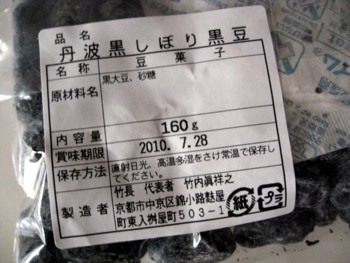 品名
丹波黒しぼり黒豆
名称 豆菓子
原材料名 黒大豆、砂糖
内容量 160g
賞味期限 2010.7.28
保存方法 直射日光、高温多湿をさけ常温で保存し
てください。
製造者 竹長 代表者 竹内眞祥之
京都市中京区錦小路麩屋
町東入桝屋町503-1
紙 プラ